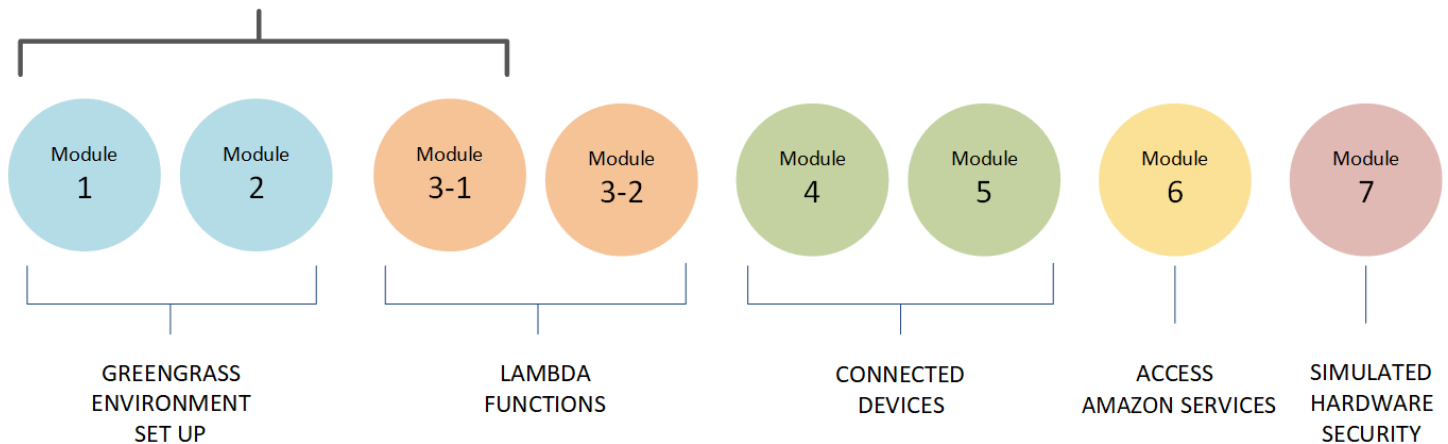 Module
1
Module
2
Module
3-1
Module
3-2
Module
4
Module
5
Module
6
Module
7
GREENGRASS
ENVIRONMENT
SET UP
LAMBDA
FUNCTIONS
CONNECTED
DEVICES
ACCESS
AMAZON SERVICES
SIMULATED
HARDWARE
SECURITY